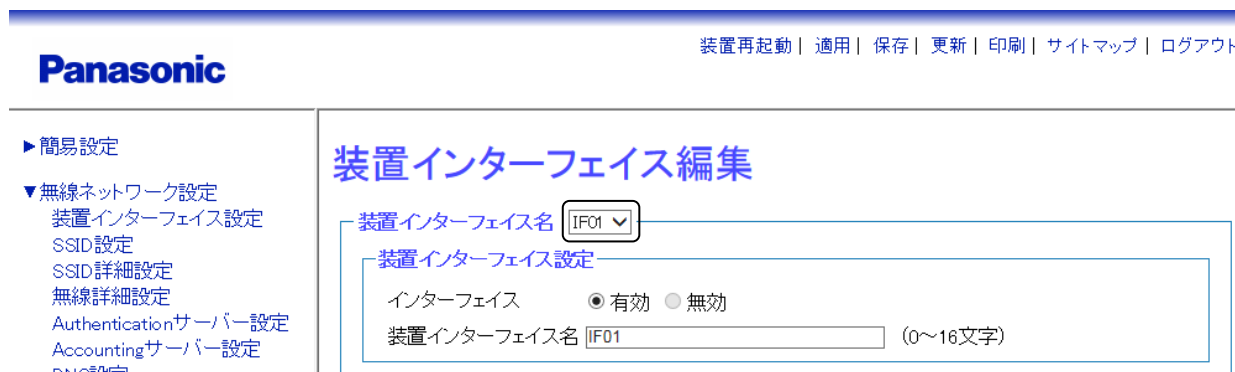 装置再起動| 適用| 保存| 更新| 印刷| サイトマップ| ログアウト
Panasonic
▶簡易設定
▼無線ネットワーク設定
装置インターフェイス設定
SSID設定
SSID詳細設定
無線詳細設定
Authenticationサーバー設定
Accountingサーバー設定
装置インターフェイス編集
装置インターフェイス名 IF01
装置インターフェイス設定
インターフェイス 有効 無効
装置インターフェイス名 IF01 (0～16文字)